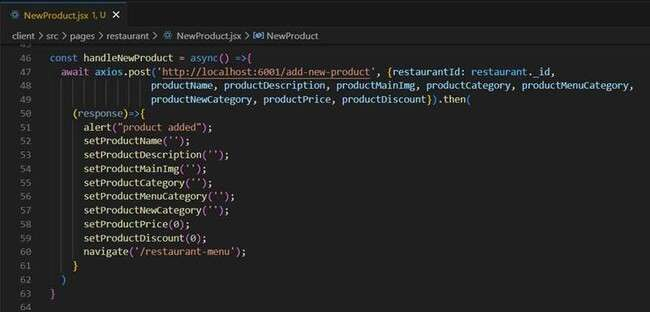 NewProduct.jsx 1, U ×
client > src > pages > restaurant > NewProduct.jsx > NewProduct
46 const handleNewProduct = async() =>{
47 await axios.post('http://localhost:6001/add-new-product', {restaurantId: restaurant._id,
48 productName, productDescription, productMainImg, productCategory, productMenuCategory,
49 productNewCategory, productPrice, productDiscount}).then(
50 (response)=>{
51 alert("product added");
52 setProductName('');
53 setProductDescription('');
54 setProductMainImg('');
55 setProductCategory('');
56 setProductMenuCategory('');
57 setProductNewCategory('');
58 setProductPrice(0);
59 setProductDiscount(0);
60 navigate('/restaurant-menu');
61 }
62 )
63 }
64